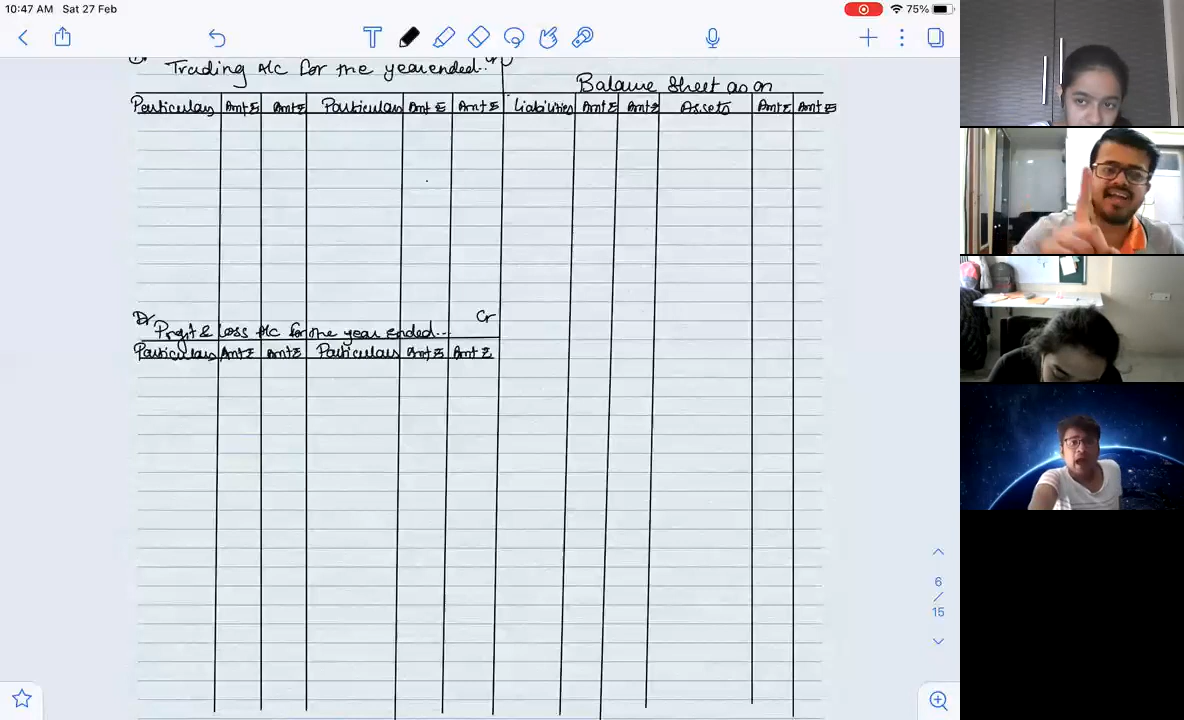 10:47 AM Sat 27 Feb
75%
Trading A/c for the year ended.. Cr
Balance Sheet as on
Particulars Amt ₹ Amt ₹ Particulars Amt ₹ Amt ₹ Liabilities Amt ₹ Amt ₹ Assets Amt ₹ Amt ₹
Dr Cr
Profit & Loss A/c for the year ended...
Particulars Amt ₹ Amt ₹ Particulars Amt ₹ Amt ₹
6
/
15